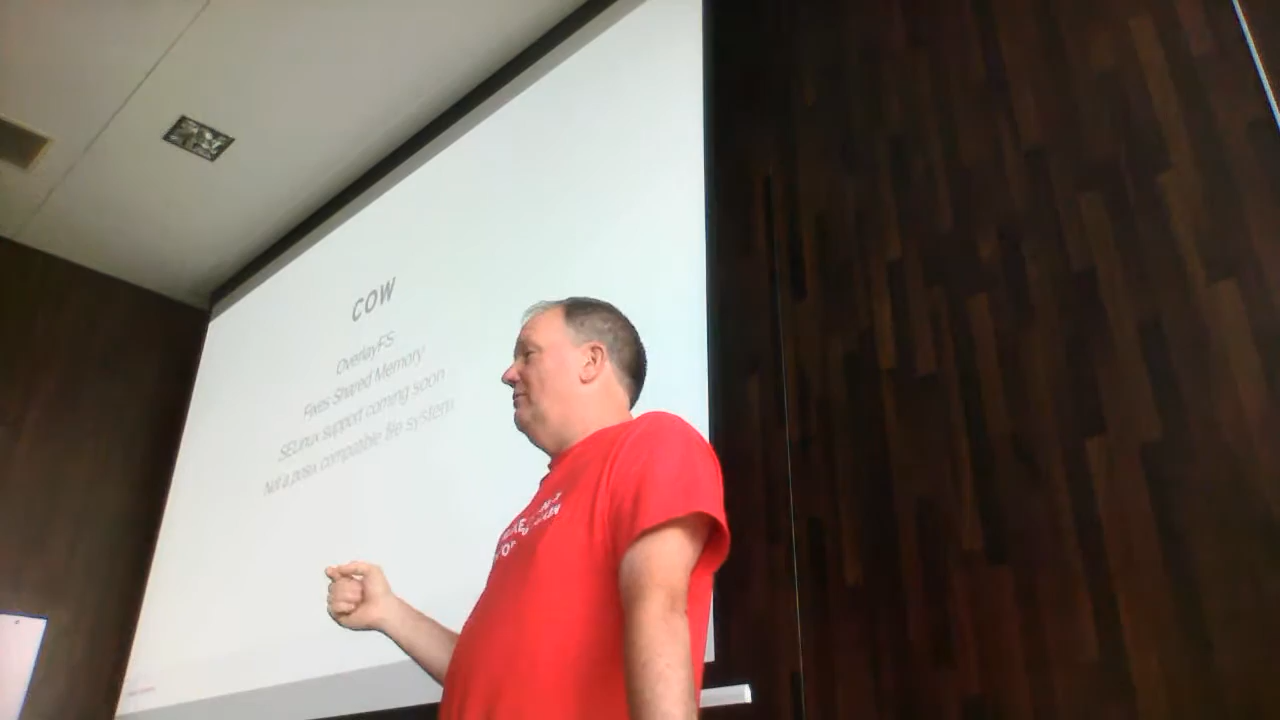 COW
OverlayFS
Fixes Shared Memory
SELinux support coming soon
Not a posix compatible file system